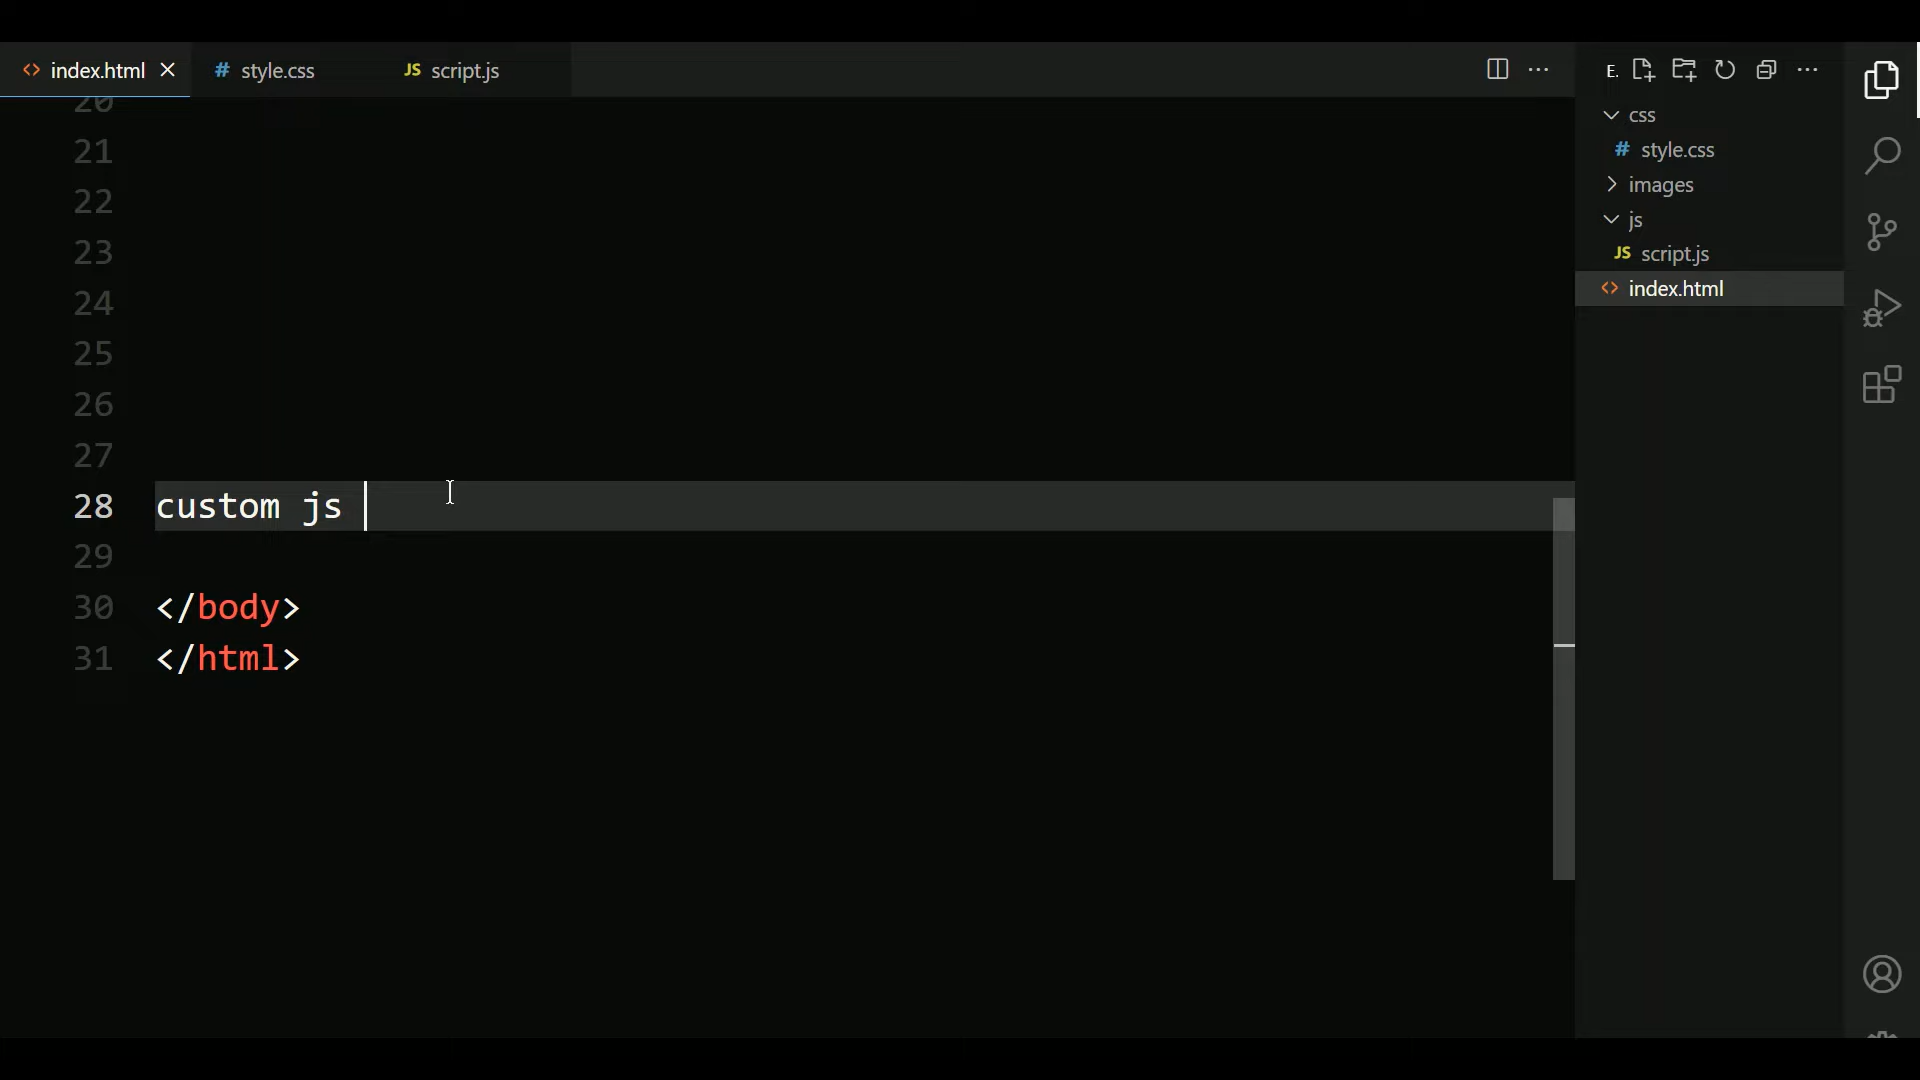 index.html
style.css
JS script.js
E.
20
21
22
23
24
25
26
27
28 custom js
29
30 </body>
31 </html>
css
# style.css
images
js
JS script.js
index.html